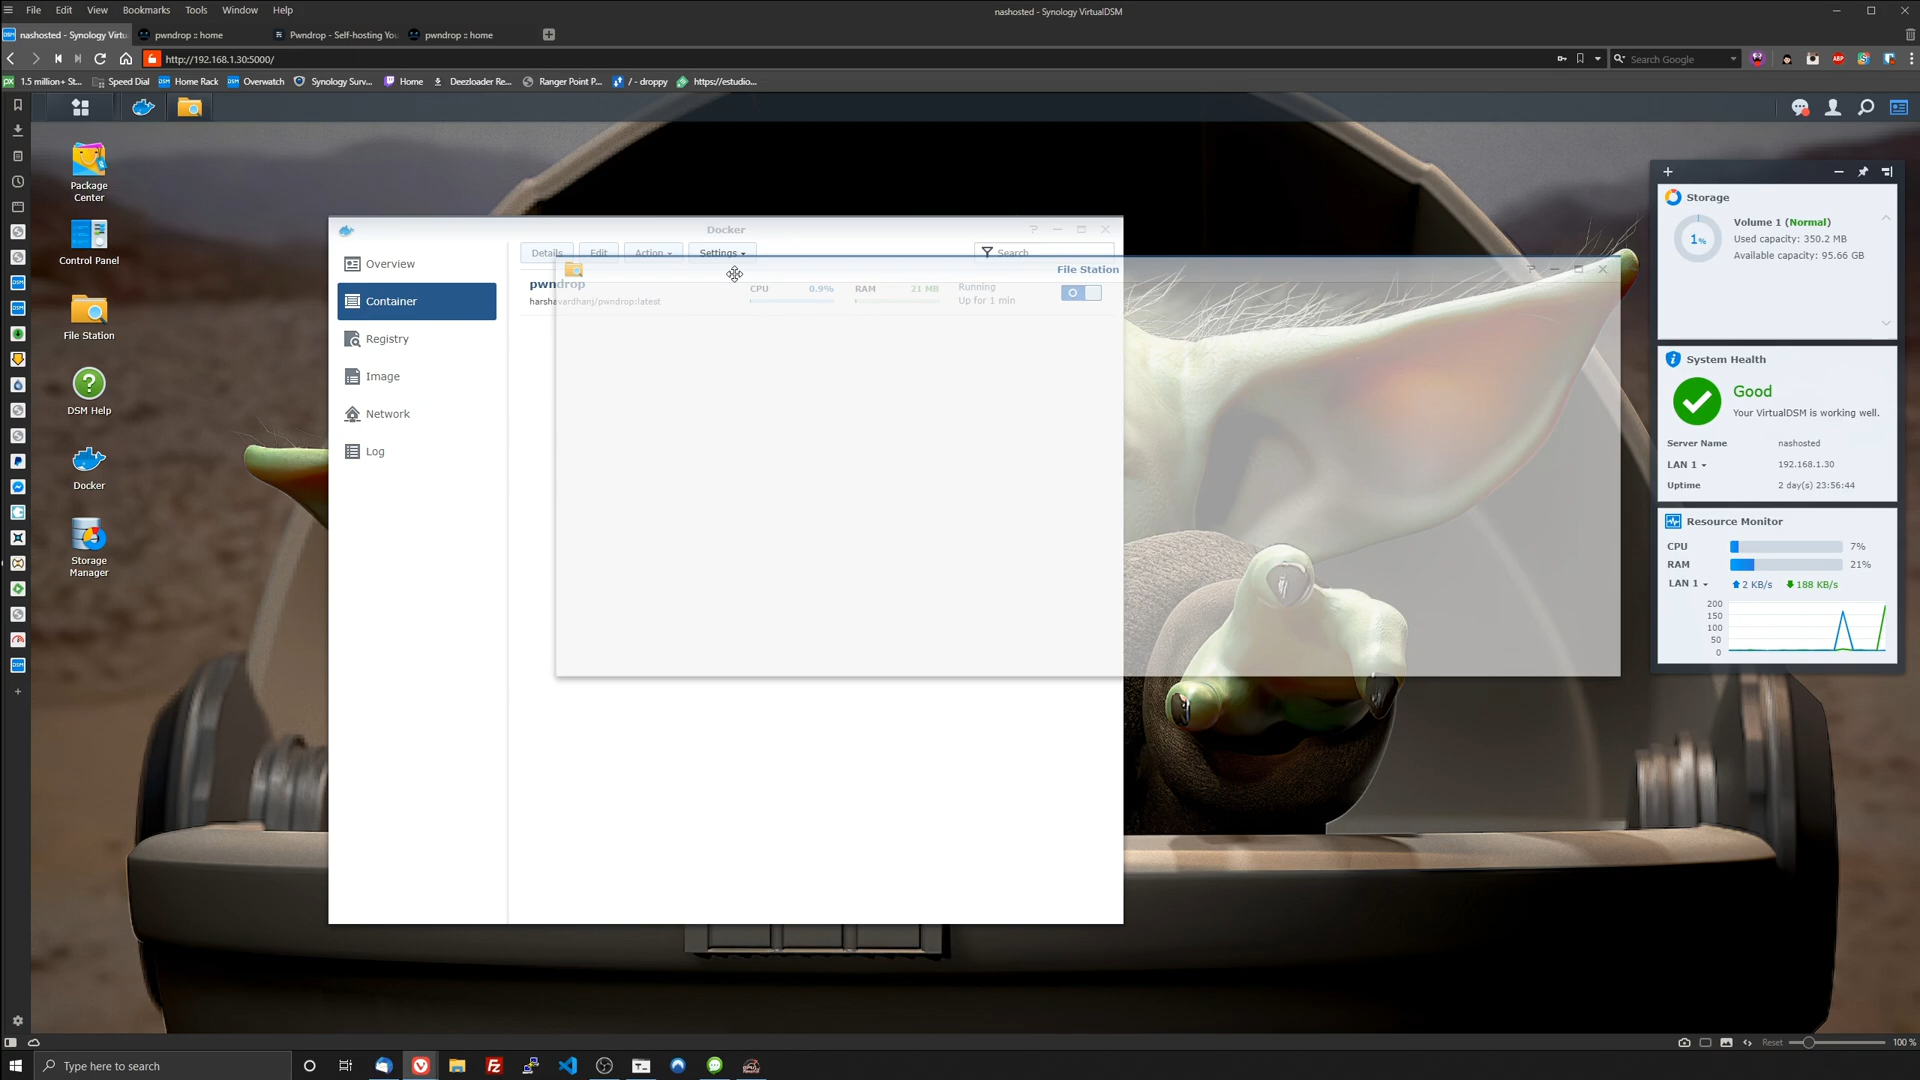 File Edit View Bookmarks Tools Window Help
nashosted - Synology VirtualDSM
nashosted - Synology Virtu
pwndrop :: home
Pwndrop - Self-hosting You
pwndrop :: home
http://192.168.1.30:5000/
Search Google
1.5 million+ St...
Speed Dial
Home Rack
Overwatch
Synology Surv...
Home
Deezloader Re...
Ranger Point P...
/ - droppy
https://estudio...
Package
Center
Control Panel
File Station
DSM Help
Docker
Storage
Manager
Docker
Overview
Container
Registry
Image
Network
Log
Details
Edit
Action
Settings
Search
File Station
pwndrop
harshavardhanj/pwndrop:latest
CPU 0.9%
RAM 21 MB
Running
Up for 1 min
Storage
1%
Volume 1 (Normal)
Used capacity: 350.2 MB
Available capacity: 95.66 GB
System Health
Good
Your VirtualDSM is working well.
Server Name nashosted
LAN 1 192.168.1.30
Uptime 2 day(s) 23:56:44
Resource Monitor
CPU 7%
RAM 21%
LAN 1 2 KB/s 188 KB/s
200
150
100
50
0
Reset
100 %
Type here to search